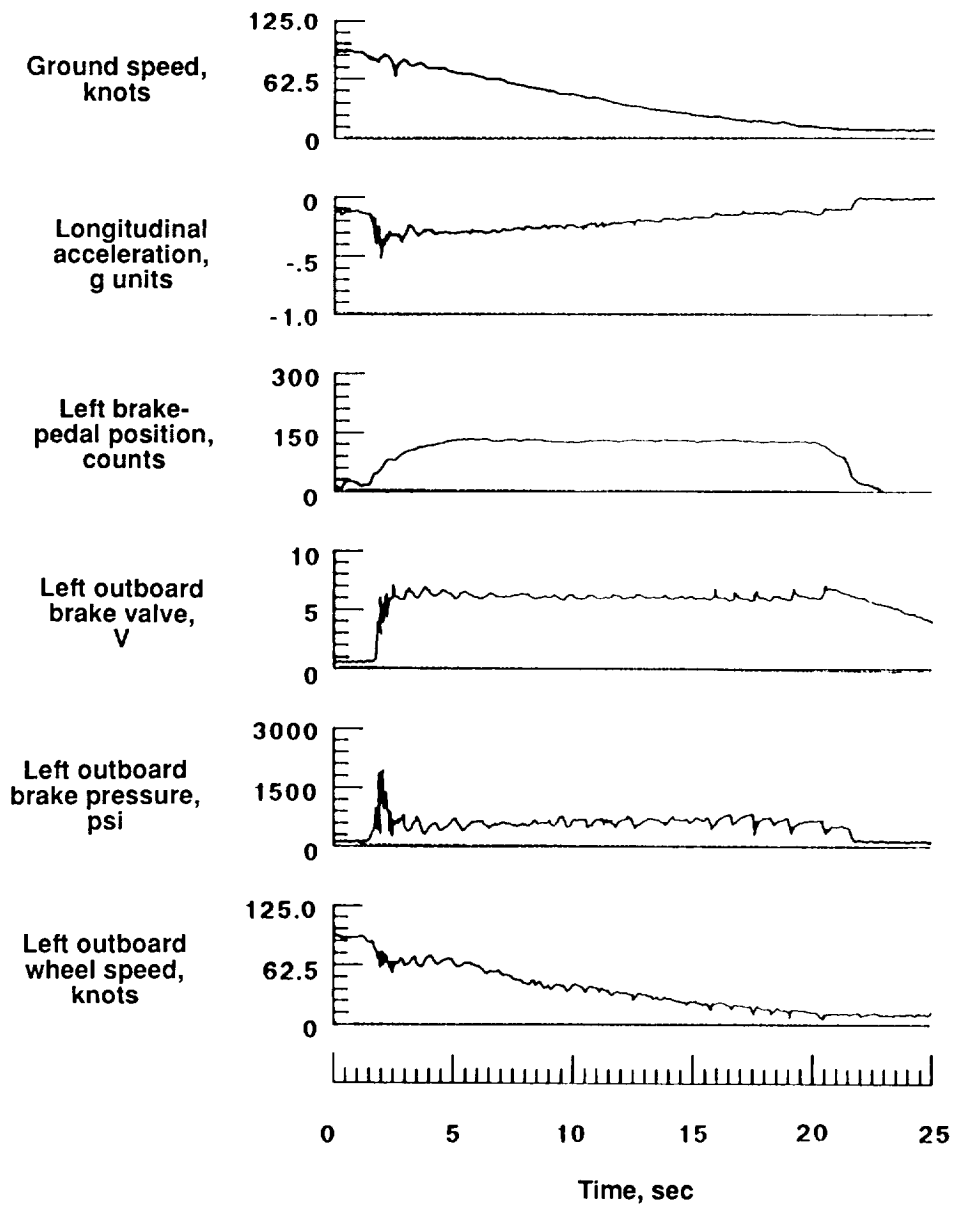 125.0
Ground speed,
knots
62.5
0
0
Longitudinal
acceleration,
g units
-.5
-1.0
300
Left brake-
pedal position,
counts
150
0
10
Left outboard
brake valve,
V
5
0
3000
Left outboard
brake pressure,
psi
1500
0
125.0
Left outboard
wheel speed,
knots
62.5
0
0 5 10 15 20 25
Time, sec